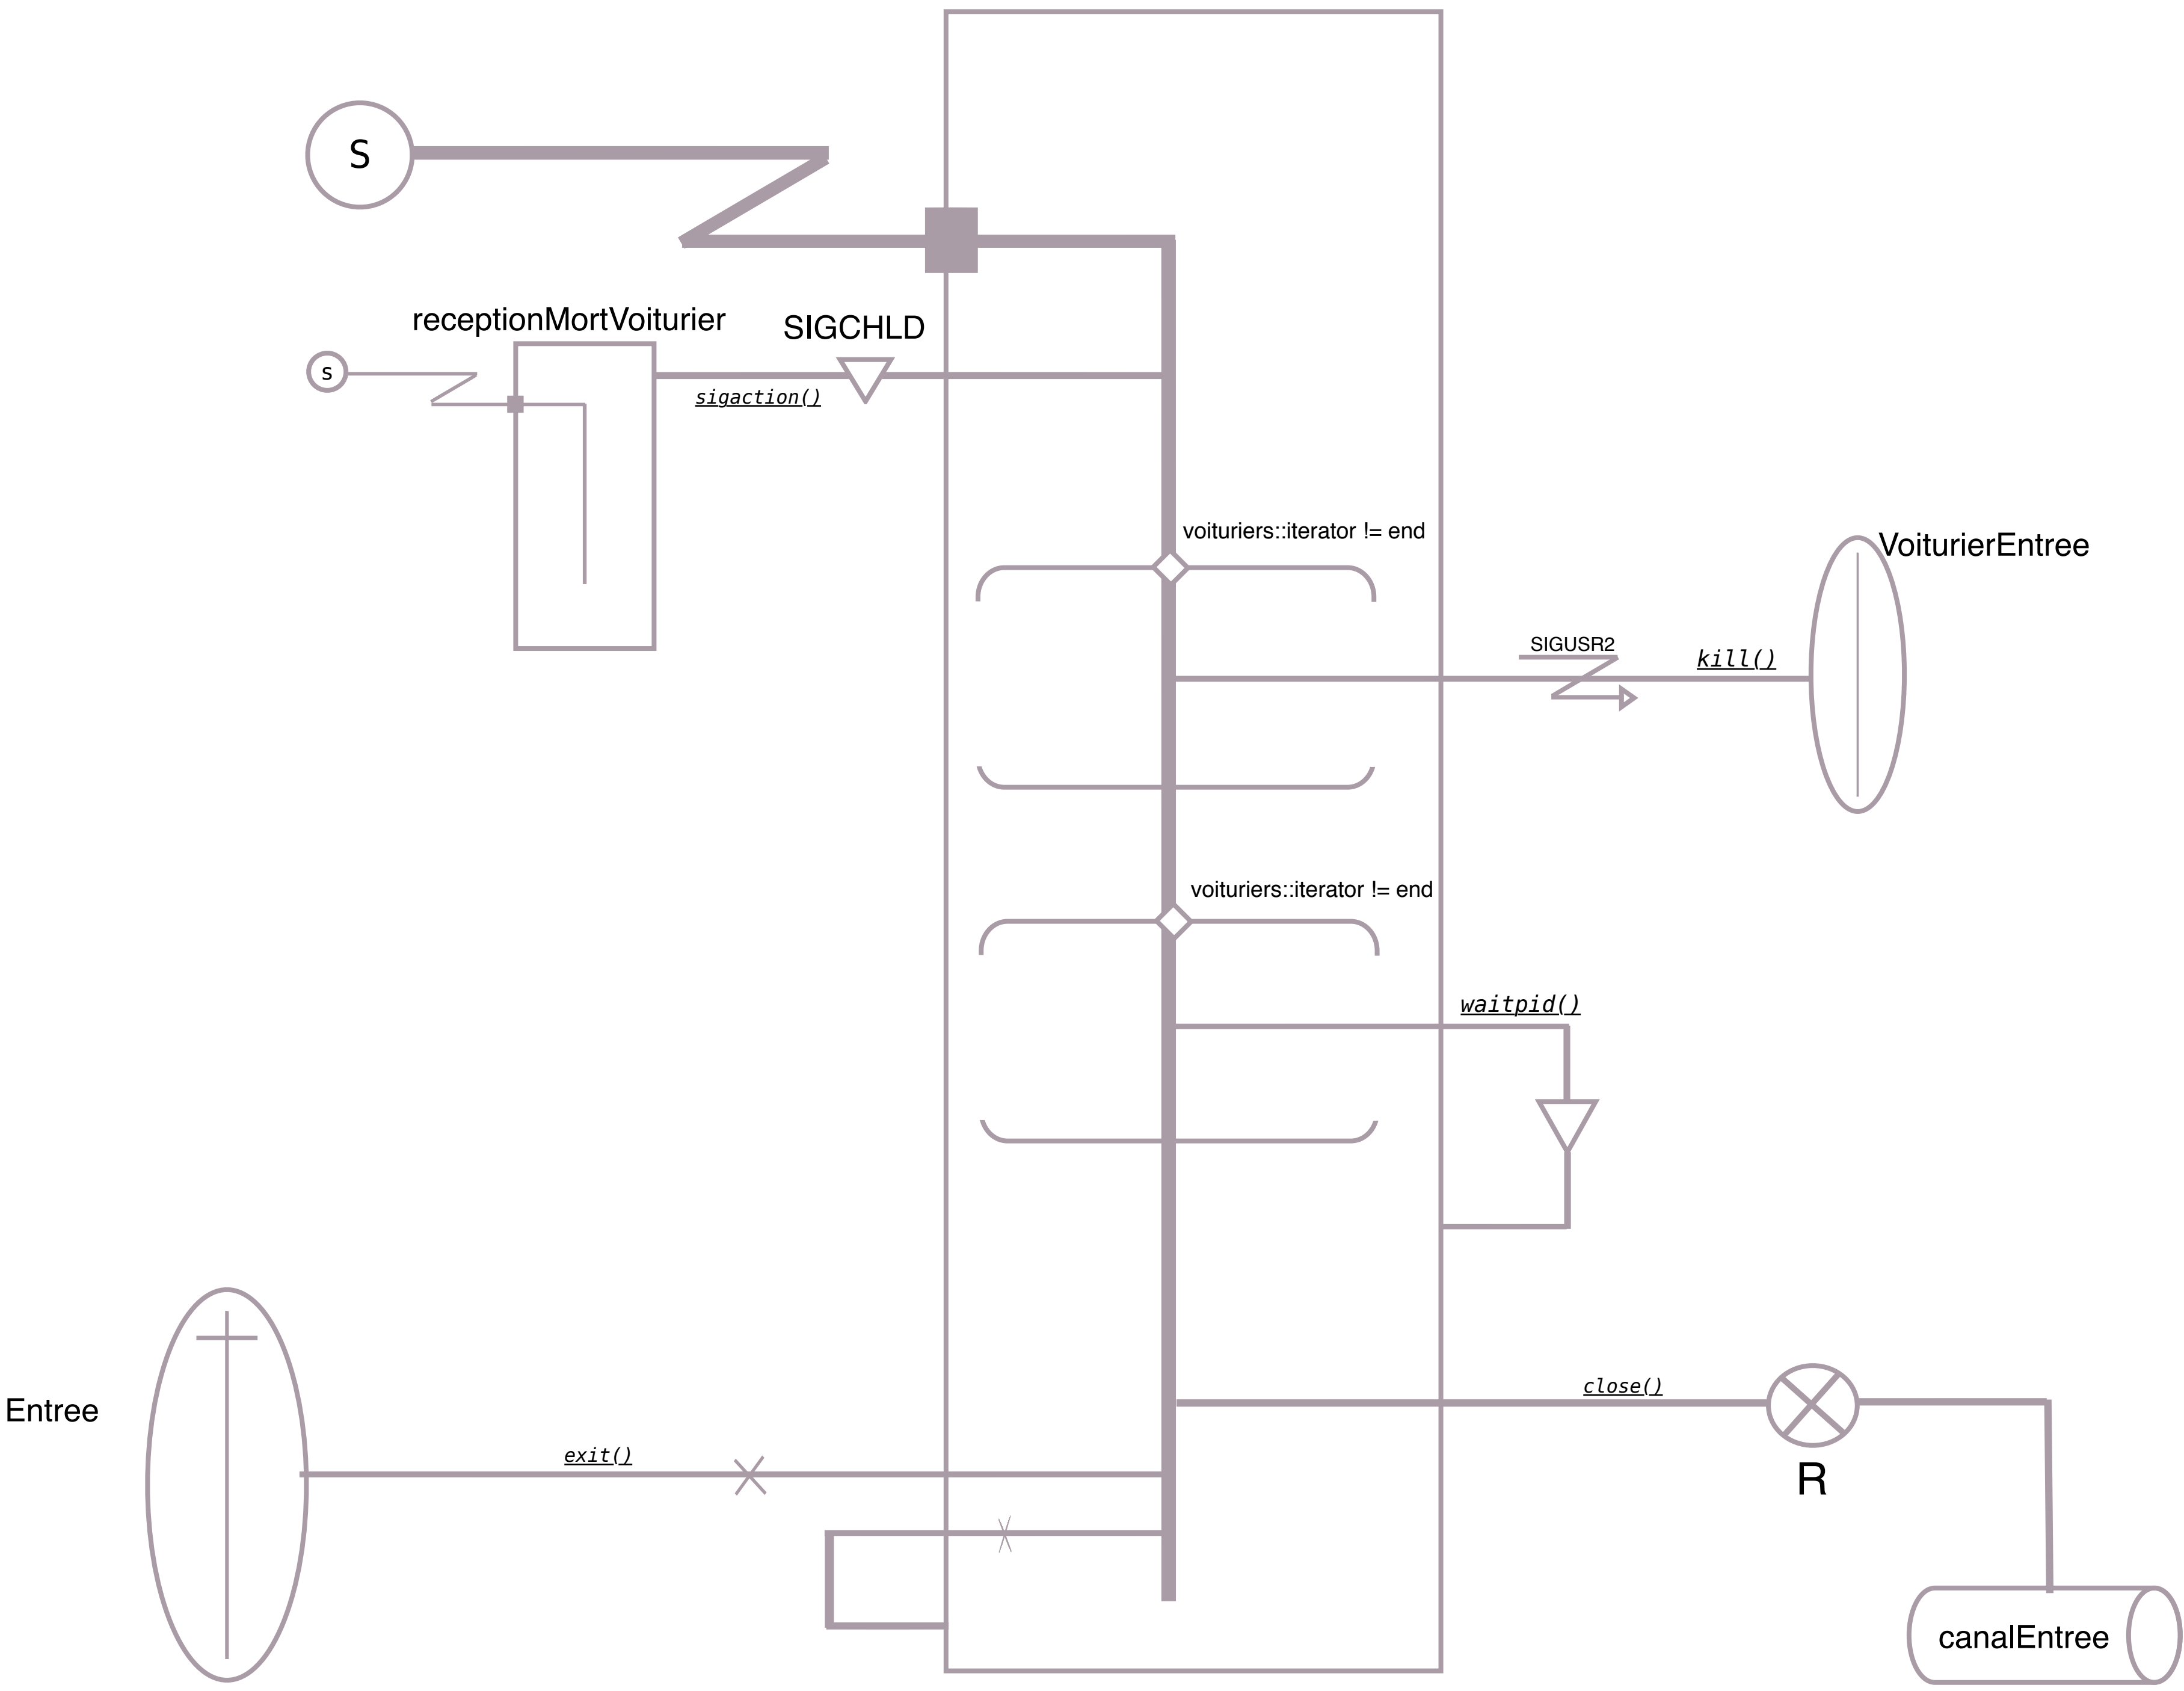 S
receptionMortVoiturier
SIGCHLD
s
sigaction()
voituriers::iterator != end
VoiturierEntree
SIGUSR2
kill()
voituriers::iterator != end
waitpid()
close()
Entree
exit()
R
canalEntree